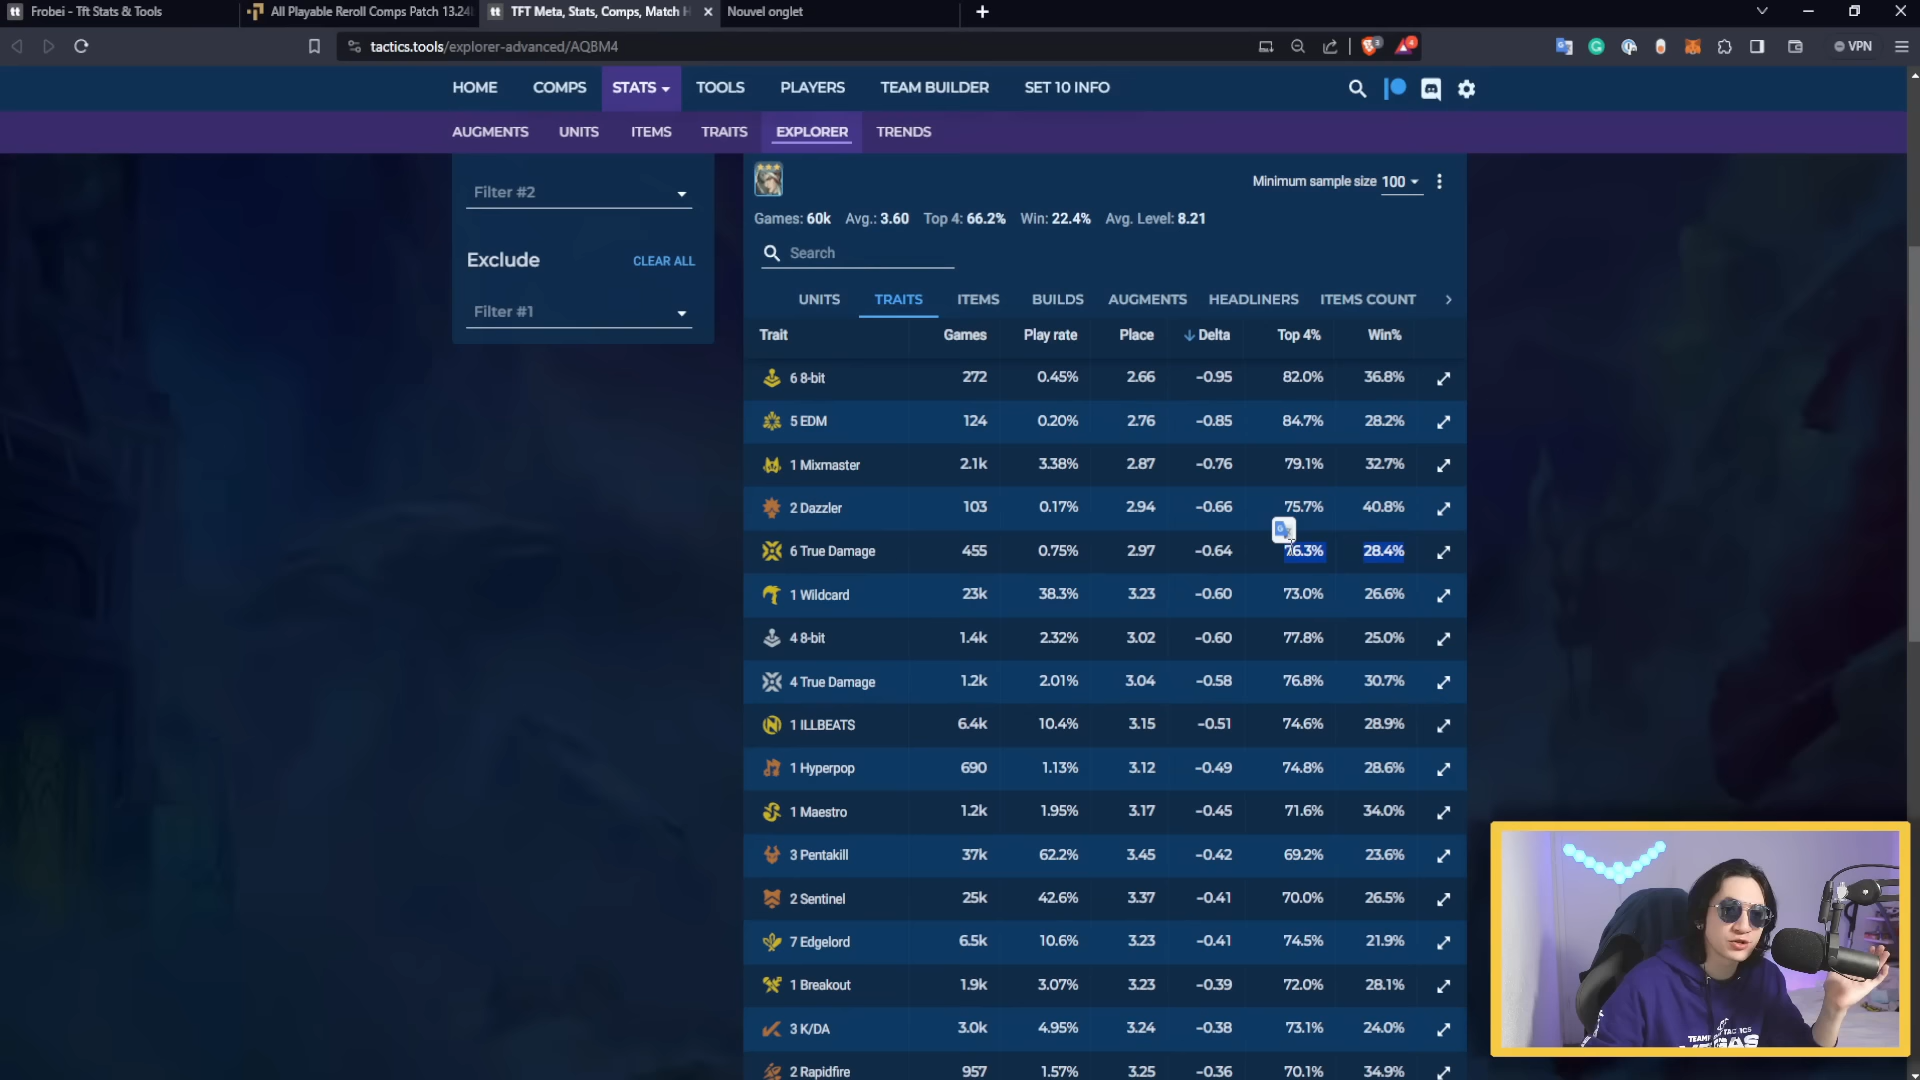 Frobei - Tft Stats & Tools
All Playable Reroll Comps Patch 13.24
TFT Meta, Stats, Comps, Match H
Nouvel onglet
tactics.tools/explorer-advanced/AQBM4
VPN
HOME COMPS STATS TOOLS PLAYERS TEAM BUILDER SET 10 INFO
AUGMENTS UNITS ITEMS TRAITS EXPLORER TRENDS
Filter #2
Exclude CLEAR ALL
Filter #1
Minimum sample size 100
Games: 60k Avg.: 3.60 Top 4: 66.2% Win: 22.4% Avg. Level: 8.21
Search
UNITS TRAITS ITEMS BUILDS AUGMENTS HEADLINERS ITEMS COUNT
Trait Games Play rate Place Delta Top 4% Win%
6 8-bit 272 0.45% 2.66 -0.95 82.0% 36.8%
5 EDM 124 0.20% 2.76 -0.85 84.7% 28.2%
1 Mixmaster 2.1k 3.38% 2.87 -0.76 79.1% 32.7%
2 Dazzler 103 0.17% 2.94 -0.66 75.7% 40.8%
6 True Damage 455 0.75% 2.97 -0.64 76.3% 28.4%
1 Wildcard 23k 38.3% 3.23 -0.60 73.0% 26.6%
4 8-bit 1.4k 2.32% 3.02 -0.60 77.8% 25.0%
4 True Damage 1.2k 2.01% 3.04 -0.58 76.8% 30.7%
1 ILLBEATS 6.4k 10.4% 3.15 -0.51 74.6% 28.9%
1 Hyperpop 690 1.13% 3.12 -0.49 74.8% 28.6%
1 Maestro 1.2k 1.95% 3.17 -0.45 71.6% 34.0%
3 Pentakill 37k 62.2% 3.45 -0.42 69.2% 23.6%
2 Sentinel 25k 42.6% 3.37 -0.41 70.0% 26.5%
7 Edgelord 6.5k 10.6% 3.23 -0.41 74.5% 21.9%
1 Breakout 1.9k 3.07% 3.23 -0.39 72.0% 28.1%
3 K/DA 3.0k 4.95% 3.24 -0.38 73.1% 24.0%
2 Rapidfire 957 1.57% 3.25 -0.36 70.1% 34.9%